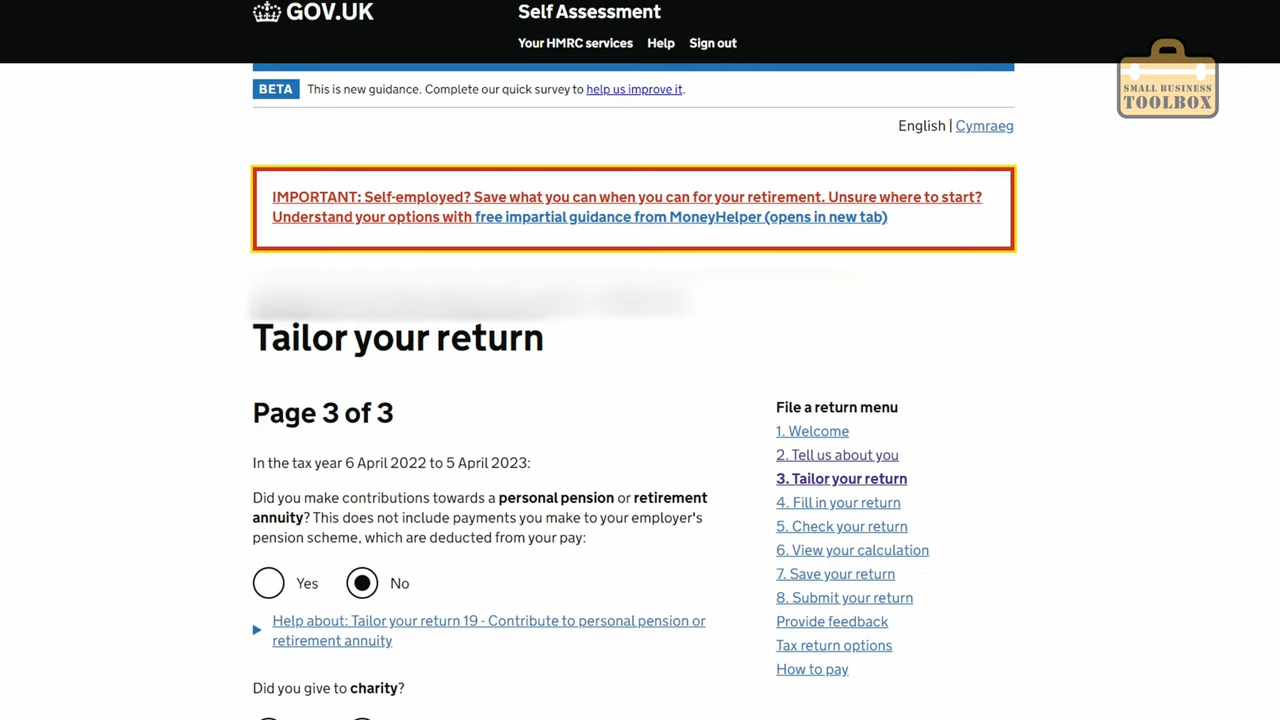 GOV.UK
Self Assessment
Your HMRC services Help Sign out
SMALL BUSINESS
TOOLBOX
BETA This is new guidance. Complete our quick survey to help us improve it.
English | Cymraeg
IMPORTANT: Self-employed? Save what you can when you can for your retirement. Unsure where to start?
Understand your options with free impartial guidance from MoneyHelper (opens in new tab)
Tailor your return
Page 3 of 3
In the tax year 6 April 2022 to 5 April 2023:
Did you make contributions towards a personal pension or retirement
annuity? This does not include payments you make to your employer's
pension scheme, which are deducted from your pay:
Yes No
Help about: Tailor your return 19 - Contribute to personal pension or
retirement annuity
Did you give to charity?
File a return menu
1. Welcome
2. Tell us about you
3. Tailor your return
4. Fill in your return
5. Check your return
6. View your calculation
7. Save your return
8. Submit your return
Provide feedback
Tax return options
How to pay